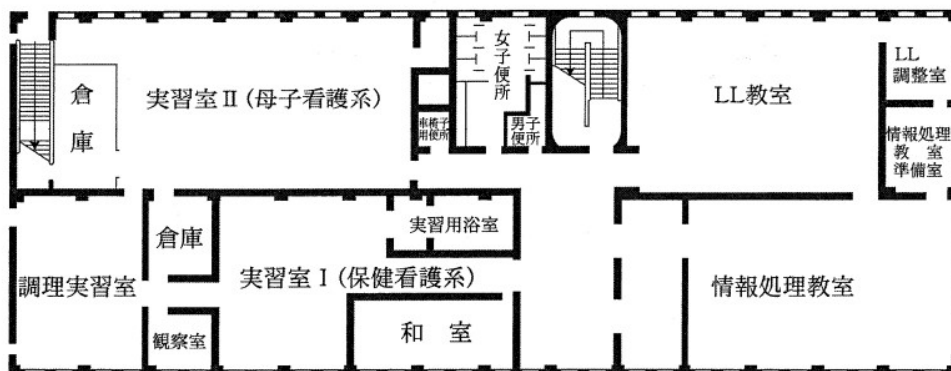 倉
庫
実習室Ⅱ(母子看護系)
車椅子
用便所
女子便所
男子
便所
LL教室
LL
調整室
情報処理
教 室
準備室
調理実習室
倉庫
観察室
実習室Ⅰ(保健看護系)
実習用浴室
和 室
情報処理教室